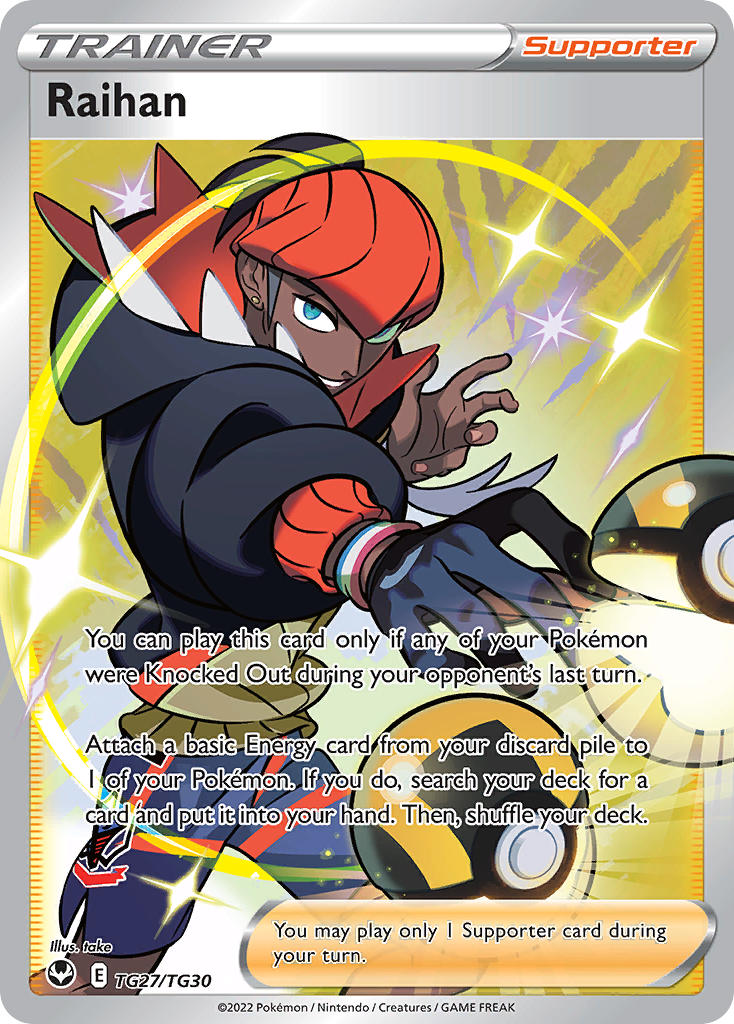 TRAINER
Supporter
Raihan
You can play this card only if any of your Pokémon
were Knocked Out during your opponent's last turn.
Attach a basic Energy card from your discard pile to
1 of your Pokémon. If you do, search your deck for a
card and put it into your hand. Then, shuffle your deck.
You may play only 1 Supporter card during
your turn.
Illus. take
E TG27/TG30
©2022 Pokémon / Nintendo / Creatures / GAME FREAK